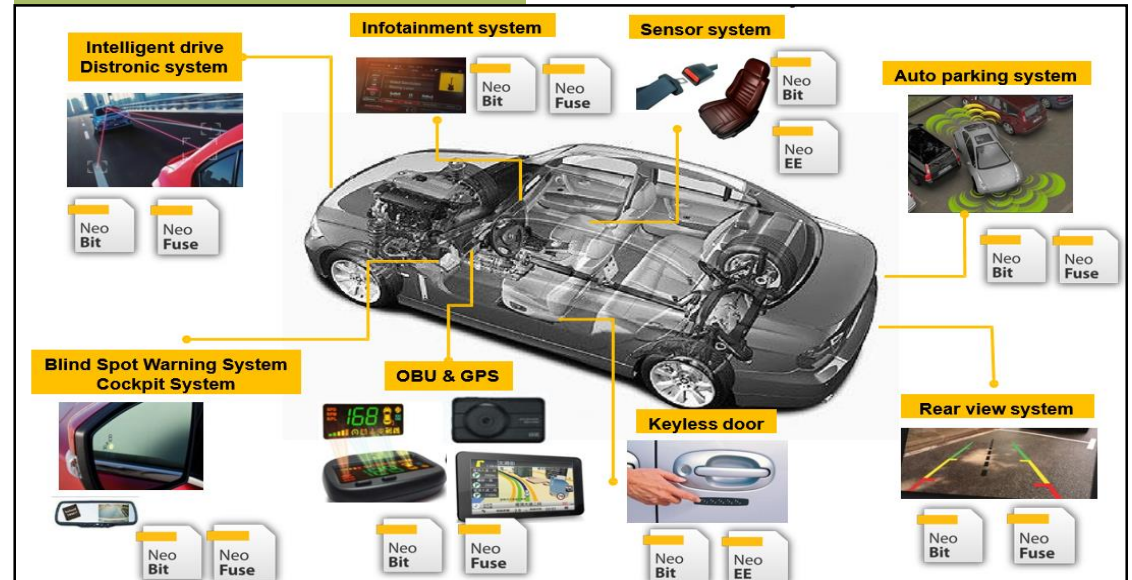 Infotainment system
Sensor system
Intelligent drive
Distronic system
Auto parking system
Neo
Bit
Neo
Fuse
Neo
Bit
Neo
EE
Neo
Bit
Neo
Fuse
Neo
Bit
Neo
Fuse
Blind Spot Warning System
Cockpit System
OBU & GPS
Keyless door
Rear view system
168
Neo
Bit
Neo
Fuse
Neo
Bit
Neo
Fuse
Neo
Bit
Neo
EE
Neo
Bit
Neo
Fuse